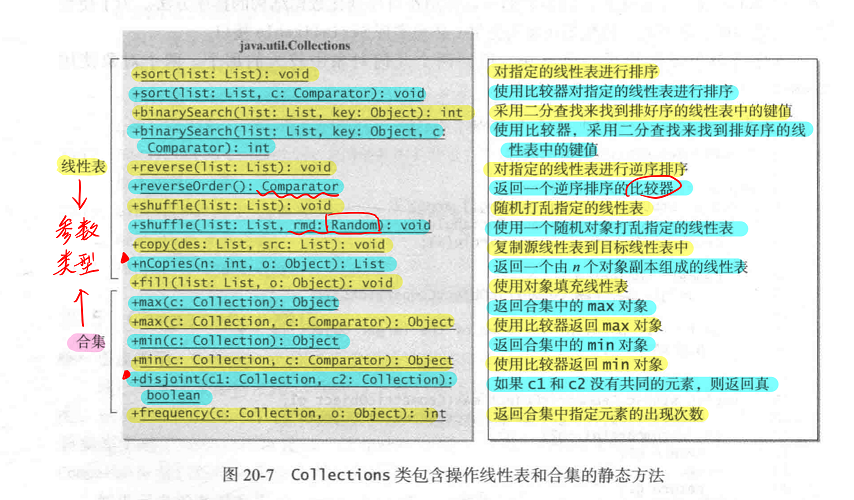 java.util.Collections
+sort(list: List): void
对指定的线性表进行排序
+sort(list: List, c: Comparator): void
使用比较器对指定的线性表进行排序
+binarySearch(list: List, key: Object): int
采用二分查找来找到排好序的线性表中的键值
+binarySearch(list: List, key: Object, c:
Comparator): int
使用比较器，采用二分查找来找到排好序的线
性表中的键值
线性表
+reverse(list: List): void
对指定的线性表进行逆序排序
+reverseOrder(): Comparator
返回一个逆序排序的比较器
+shuffle(list: List): void
随机打乱指定的线性表
+shuffle(list: List, rmd: Random): void
使用一个随机对象打乱指定的线性表
参数
类型
+copy(des: List, src: List): void
复制源线性表到目标线性表中
+nCopies(n: int, o: Object): List
返回一个由 n 个对象副本组成的线性表
+fill(list: List, o: Object): void
使用对象填充线性表
合集
+max(c: Collection): Object
返回合集中的 max 对象
+max(c: Collection, c: Comparator): Object
使用比较器返回 max 对象
+min(c: Collection): Object
返回合集中的 min 对象
+min(c: Collection, c: Comparator): Object
使用比较器返回 min 对象
+disjoint(c1: Collection, c2: Collection):
boolean
如果 c1 和 c2 没有共同的元素，则返回真
+frequency(c: Collection, o: Object): int
返回合集中指定元素的出现次数
图 20-7 Collections 类包含操作线性表和合集的静态方法